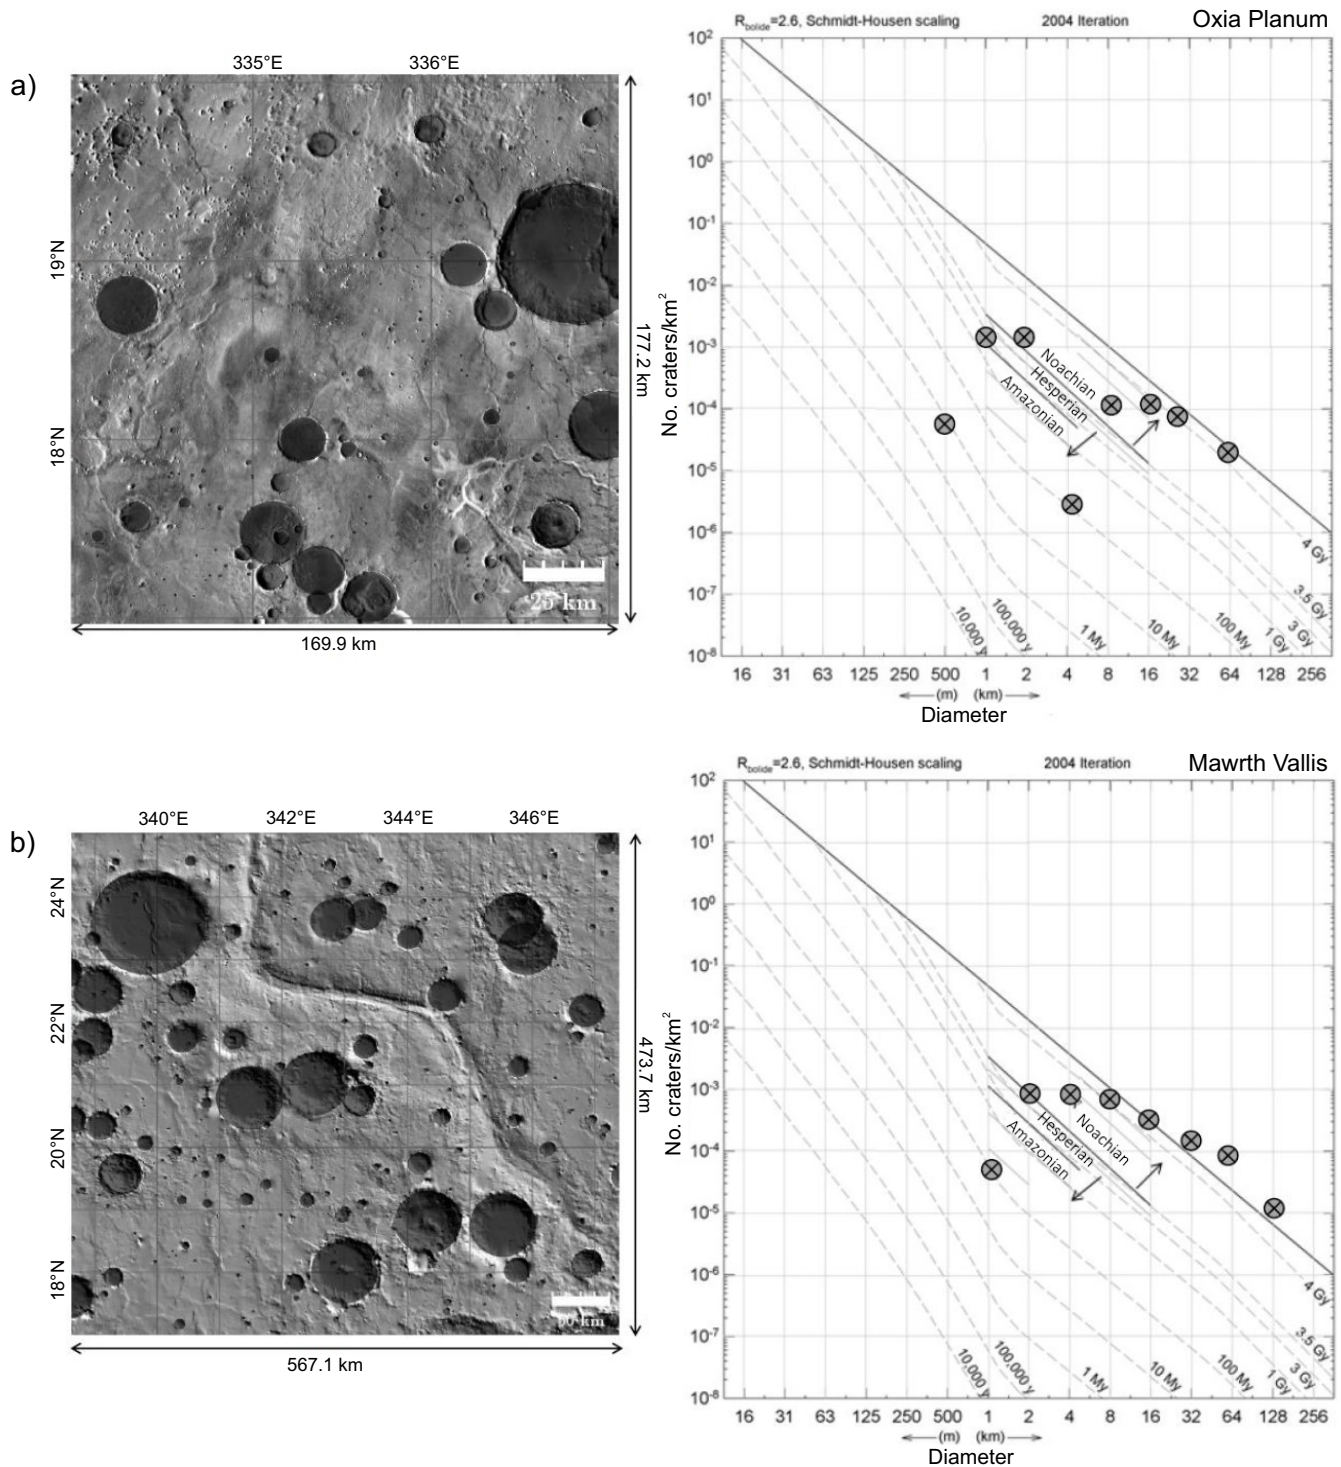 a)
335°E 336°E
19°N
18°N
25 km
177.2 km
169.9 km
R_bolide=2.6, Schmidt-Housen scaling 2004 Iteration Oxia Planum
10^2
10^1
10^0
10^-1
10^-2
10^-3
10^-4
10^-5
10^-6
10^-7
10^-8
No. craters/km^2
Noachian
Hesperian
Amazonian
4 Gy
3.5 Gy
3 Gy
1 Gy
100 My
10 My
1 My
100,000 y
10,000 y
16 31 63 125 250 500 1 2 4 8 16 32 64 128 256
(m) (km)
Diameter
b)
340°E 342°E 344°E 346°E
24°N
22°N
20°N
18°N
50 km
473.7 km
567.1 km
R_bolide=2.6, Schmidt-Housen scaling 2004 Iteration Mawrth Vallis
10^2
10^1
10^0
10^-1
10^-2
10^-3
10^-4
10^-5
10^-6
10^-7
10^-8
No. craters/km^2
Noachian
Hesperian
Amazonian
4 Gy
3.5 Gy
3 Gy
1 Gy
100 My
10 My
1 My
100,000 y
10,000 y
16 31 63 125 250 500 1 2 4 8 16 32 64 128 256
(m) (km)
Diameter